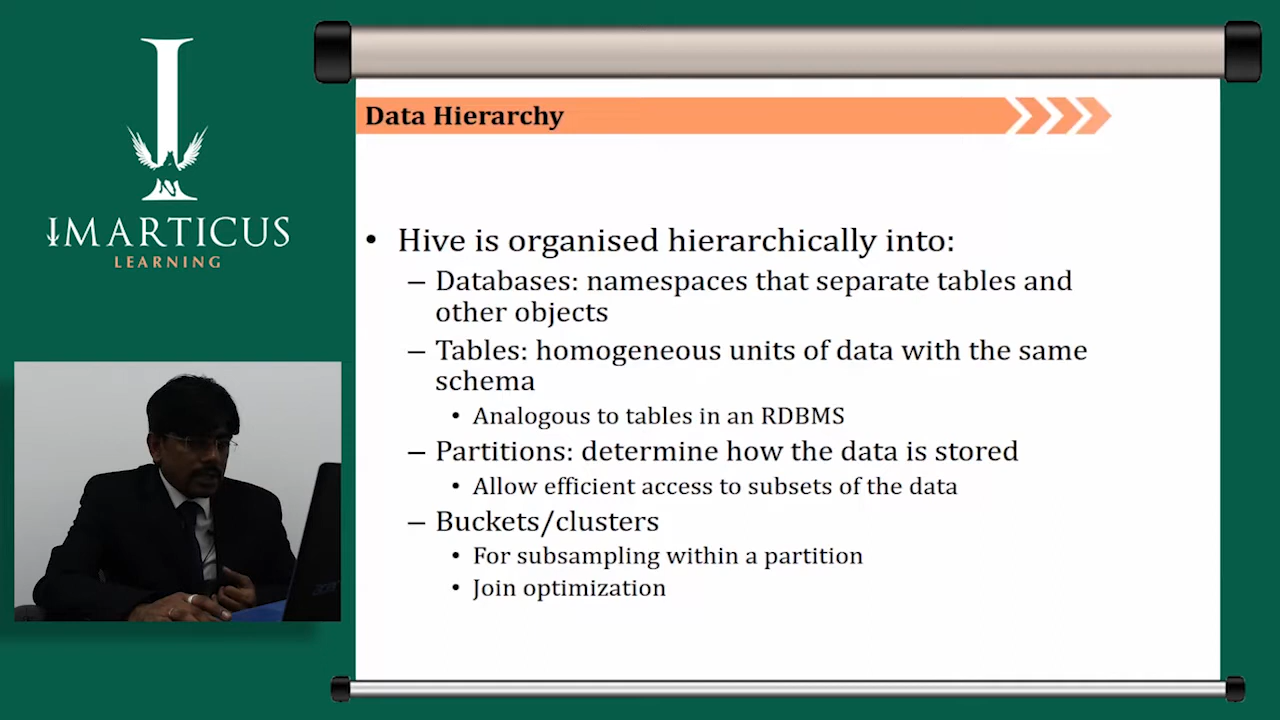 IMARTICUS
LEARNING
Data Hierarchy
• Hive is organised hierarchically into:
– Databases: namespaces that separate tables and
other objects
– Tables: homogeneous units of data with the same
schema
• Analogous to tables in an RDBMS
– Partitions: determine how the data is stored
• Allow efficient access to subsets of the data
– Buckets/clusters
• For subsampling within a partition
• Join optimization
acer